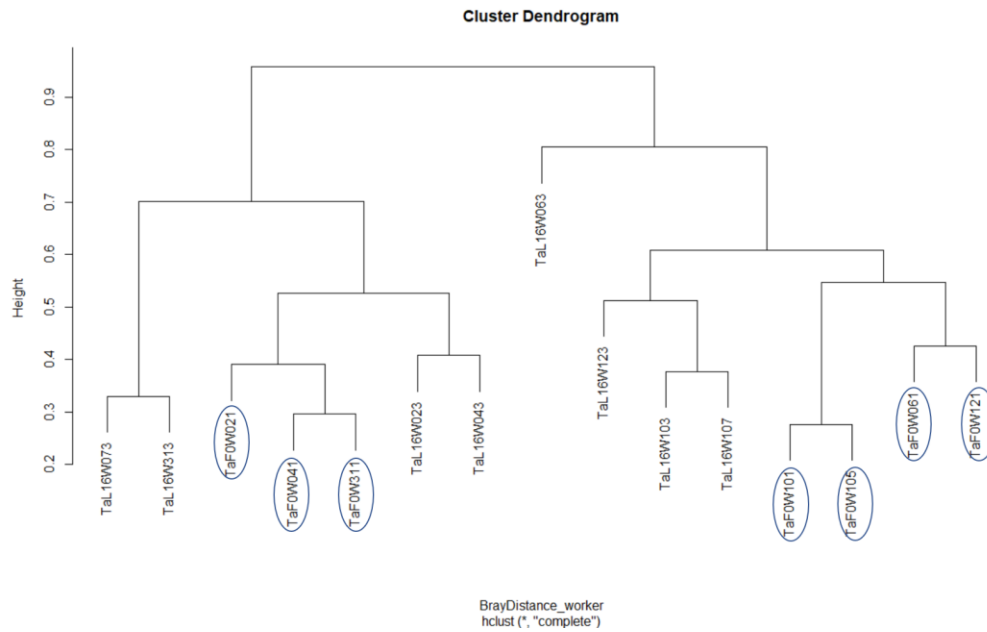 Cluster Dendrogram
Height
0.9
0.8
0.7
0.6
0.5
0.4
0.3
0.2
TaL16W073
TaL16W313
TaF0W021
TaF0W041
TaF0W311
TaL16W023
TaL16W043
TaL16W063
TaL16W123
TaL16W103
TaL16W107
TaF0W101
TaF0W105
TaF0W061
TaF0W121
BrayDistance_worker
hclust (*, "complete")